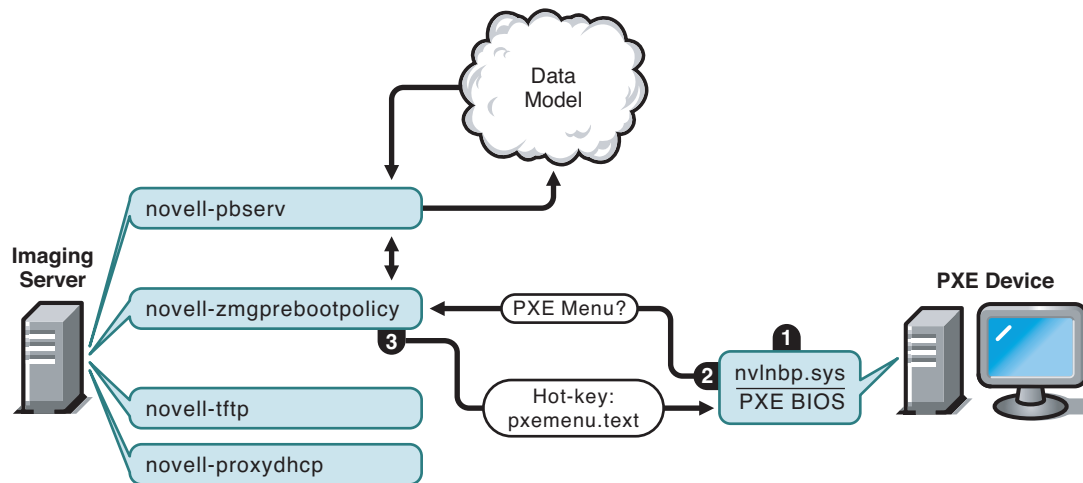 Data
Model
novell-pbserv
Imaging
Server
novell-zmgprebootpolicy
PXE Menu?
PXE Device
3
1
2
nvlnbp.sys
PXE BIOS
Hot-key:
pxemenu.text
novell-tftp
novell-proxydhcp